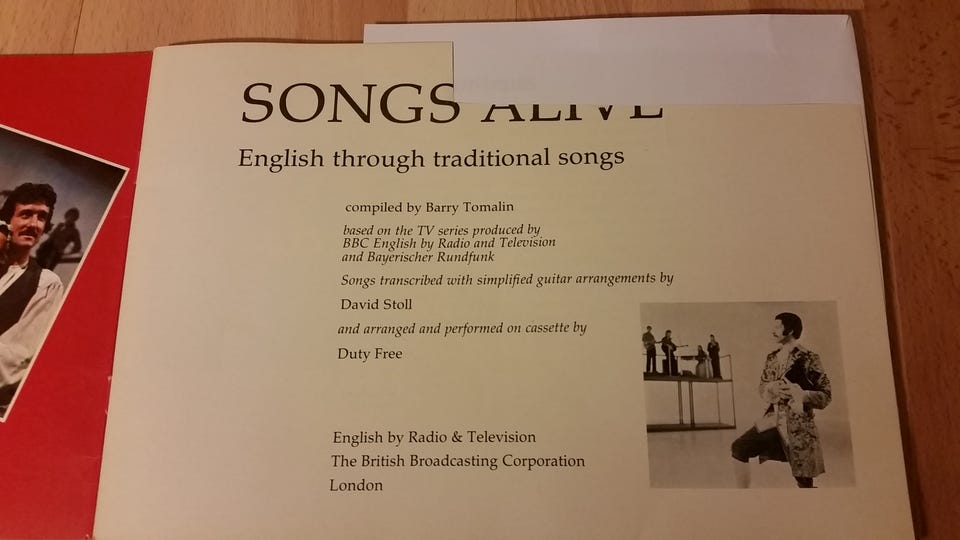 SONGS ALIVE
English through traditional songs
compiled by Barry Tomalin
based on the TV series produced by
BBC English by Radio and Television
and Bayerischer Rundfunk
Songs transcribed with simplified guitar arrangements by
David Stoll
and arranged and performed on cassette by
Duty Free
English by Radio & Television
The British Broadcasting Corporation
London